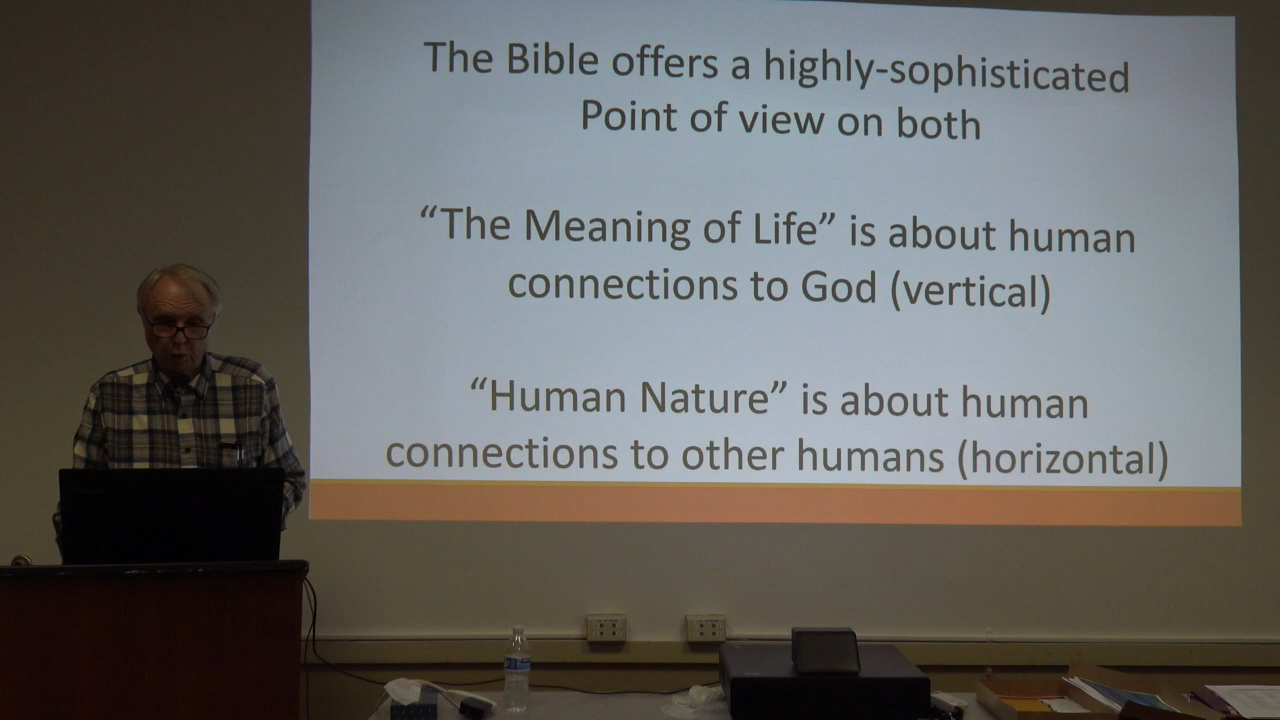 The Bible offers a highly-sophisticated
Point of view on both
“The Meaning of Life” is about human
connections to God (vertical)
“Human Nature” is about human
connections to other humans (horizontal)